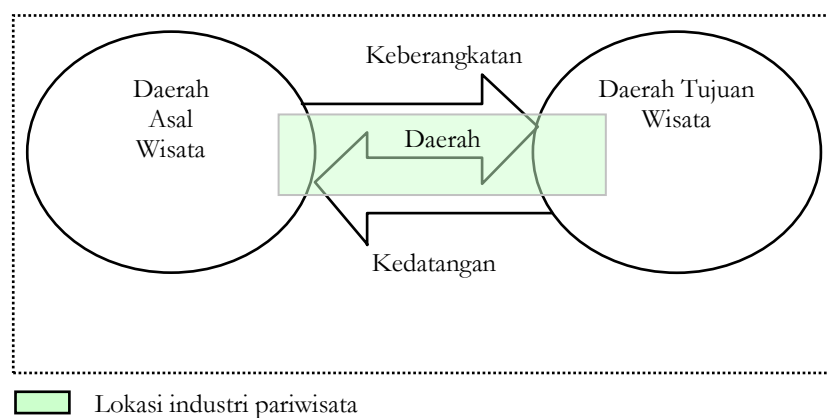 Keberangkatan
Daerah
Asal
Wisata
Daerah Tujuan
Wisata
Daerah
Kedatangan
Lokasi industri pariwisata